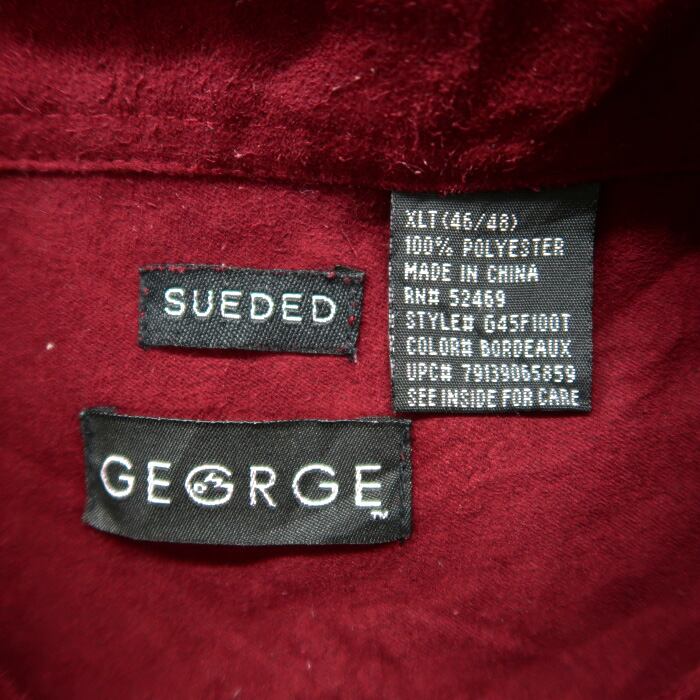 XLT (46/48)
100% POLYESTER
MADE IN CHINA
RN# 52469
STYLE# G45F100T
COLOR# BORDEAUX
UPC# 79139065859
SEE INSIDE FOR CARE
SUEDED
GEORGE™